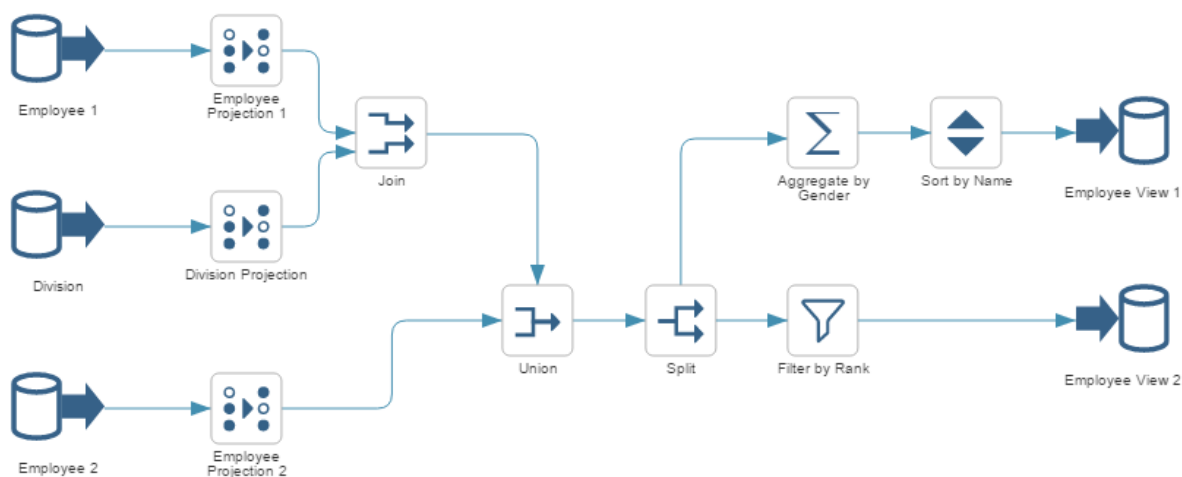 Employee 1
Employee
Projection 1
Join
Division
Division Projection
Employee 2
Employee
Projection 2
Union
Split
Aggregate by
Gender
Sort by Name
Employee View 1
Filter by Rank
Employee View 2